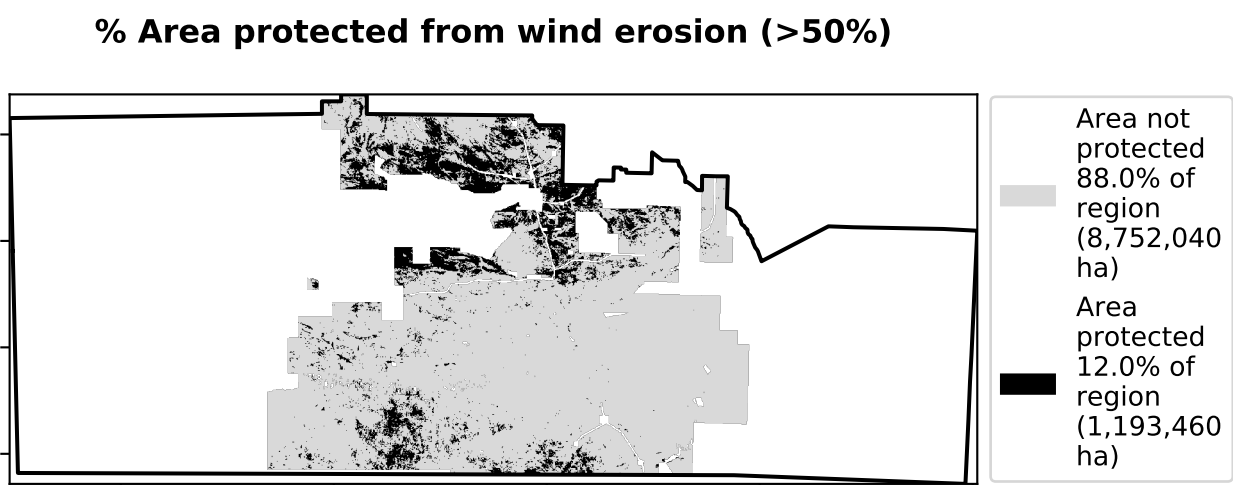 % Area protected from wind erosion (>50%)
Area not
protected
88.0% of
region
(8,752,040
ha)
Area
protected
12.0% of
region
(1,193,460
ha)